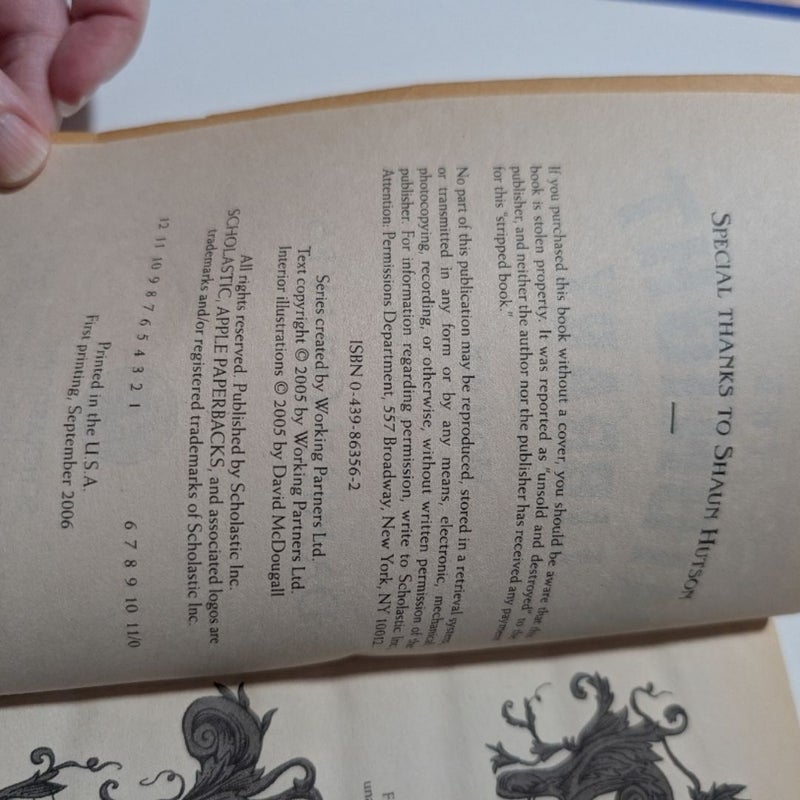 SPECIAL THANKS TO SHAUN HUTSON
If you purchased this book without a cover, you should be aware that this
book is stolen property. It was reported as "unsold and destroyed" to the
publisher, and neither the author nor the publisher has received any payment
for this "stripped book."
No part of this publication may be reproduced, stored in a retrieval system,
or transmitted in any form or by any means, electronic, mechanical,
photocopying, recording, or otherwise, without written permission of the
publisher. For information regarding permission, write to Scholastic Inc.,
Attention: Permissions Department, 557 Broadway, New York, NY 10012.
ISBN 0-439-86356-2
Series created by Working Partners Ltd.
Text copyright © 2005 by Working Partners Ltd.
Interior illustrations © 2005 by David McDougall
All rights reserved. Published by Scholastic Inc.
SCHOLASTIC, APPLE PAPERBACKS, and associated logos are
trademarks and/or registered trademarks of Scholastic Inc.
12 11 10 9 8 7 6 5 4 3 2 1 6 7 8 9 10 11/0
Printed in the U.S.A.
First printing, September 2006